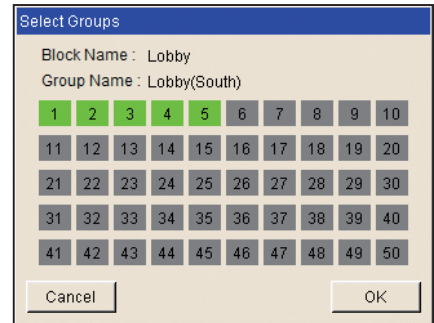 Select Groups
Block Name : Lobby
Group Name : Lobby(South)
1 2 3 4 5 6 7 8 9 10
11 12 13 14 15 16 17 18 19 20
21 22 23 24 25 26 27 28 29 30
31 32 33 34 35 36 37 38 39 40
41 42 43 44 45 46 47 48 49 50
Cancel OK